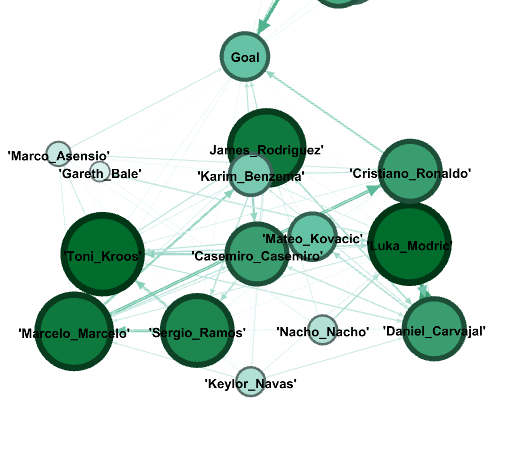 Goal
James_Rodriguez'
'Marco_Asensio'
'Gareth_Bale'
'Karim_Benzema'
'Cristiano_Ronaldo'
'Mateo_Kovacic'
'Luka_Modric'
'Toni_Kroos'
Casemiro_Casemiro'
'Marcelo_Marcelo'
'Sergio_Ramos'
'Nacho_Nacho'
'Daniel_Carvajal'
'Keylor_Navas'